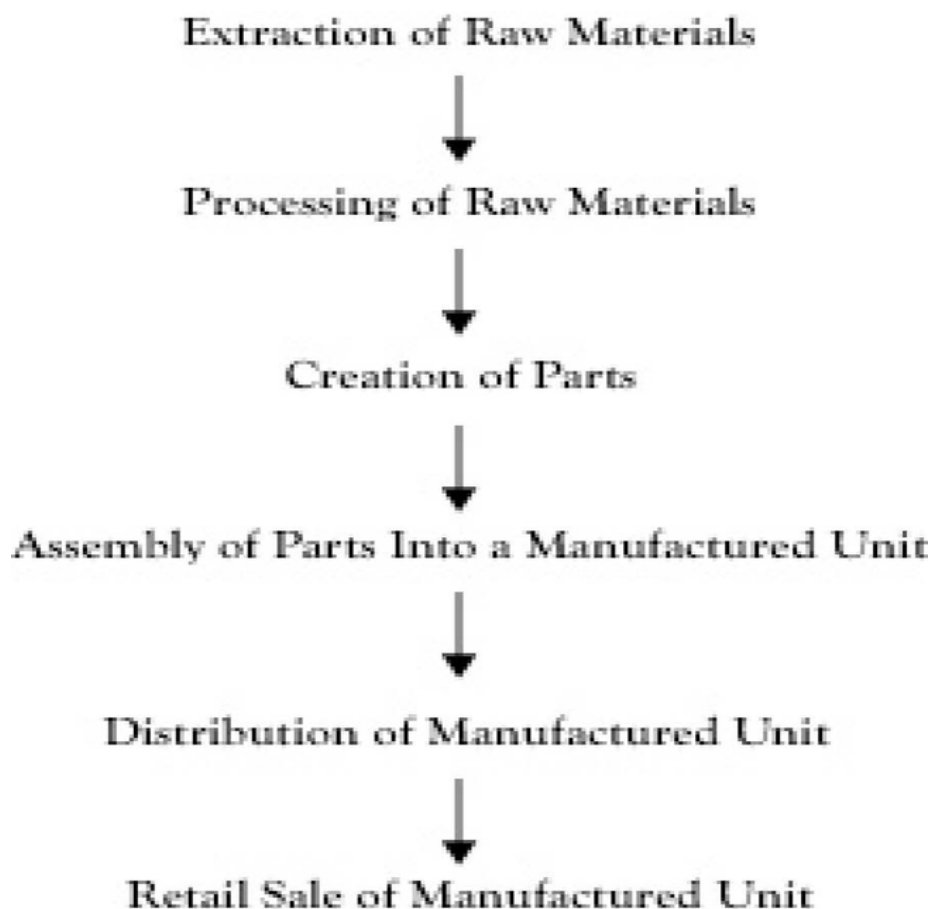 Extraction of Raw Materials
Processing of Raw Materials
Creation of Parts
Assembly of Parts Into a Manufactured Unit
Distribution of Manufactured Unit
Retail Sale of Manufactured Unit